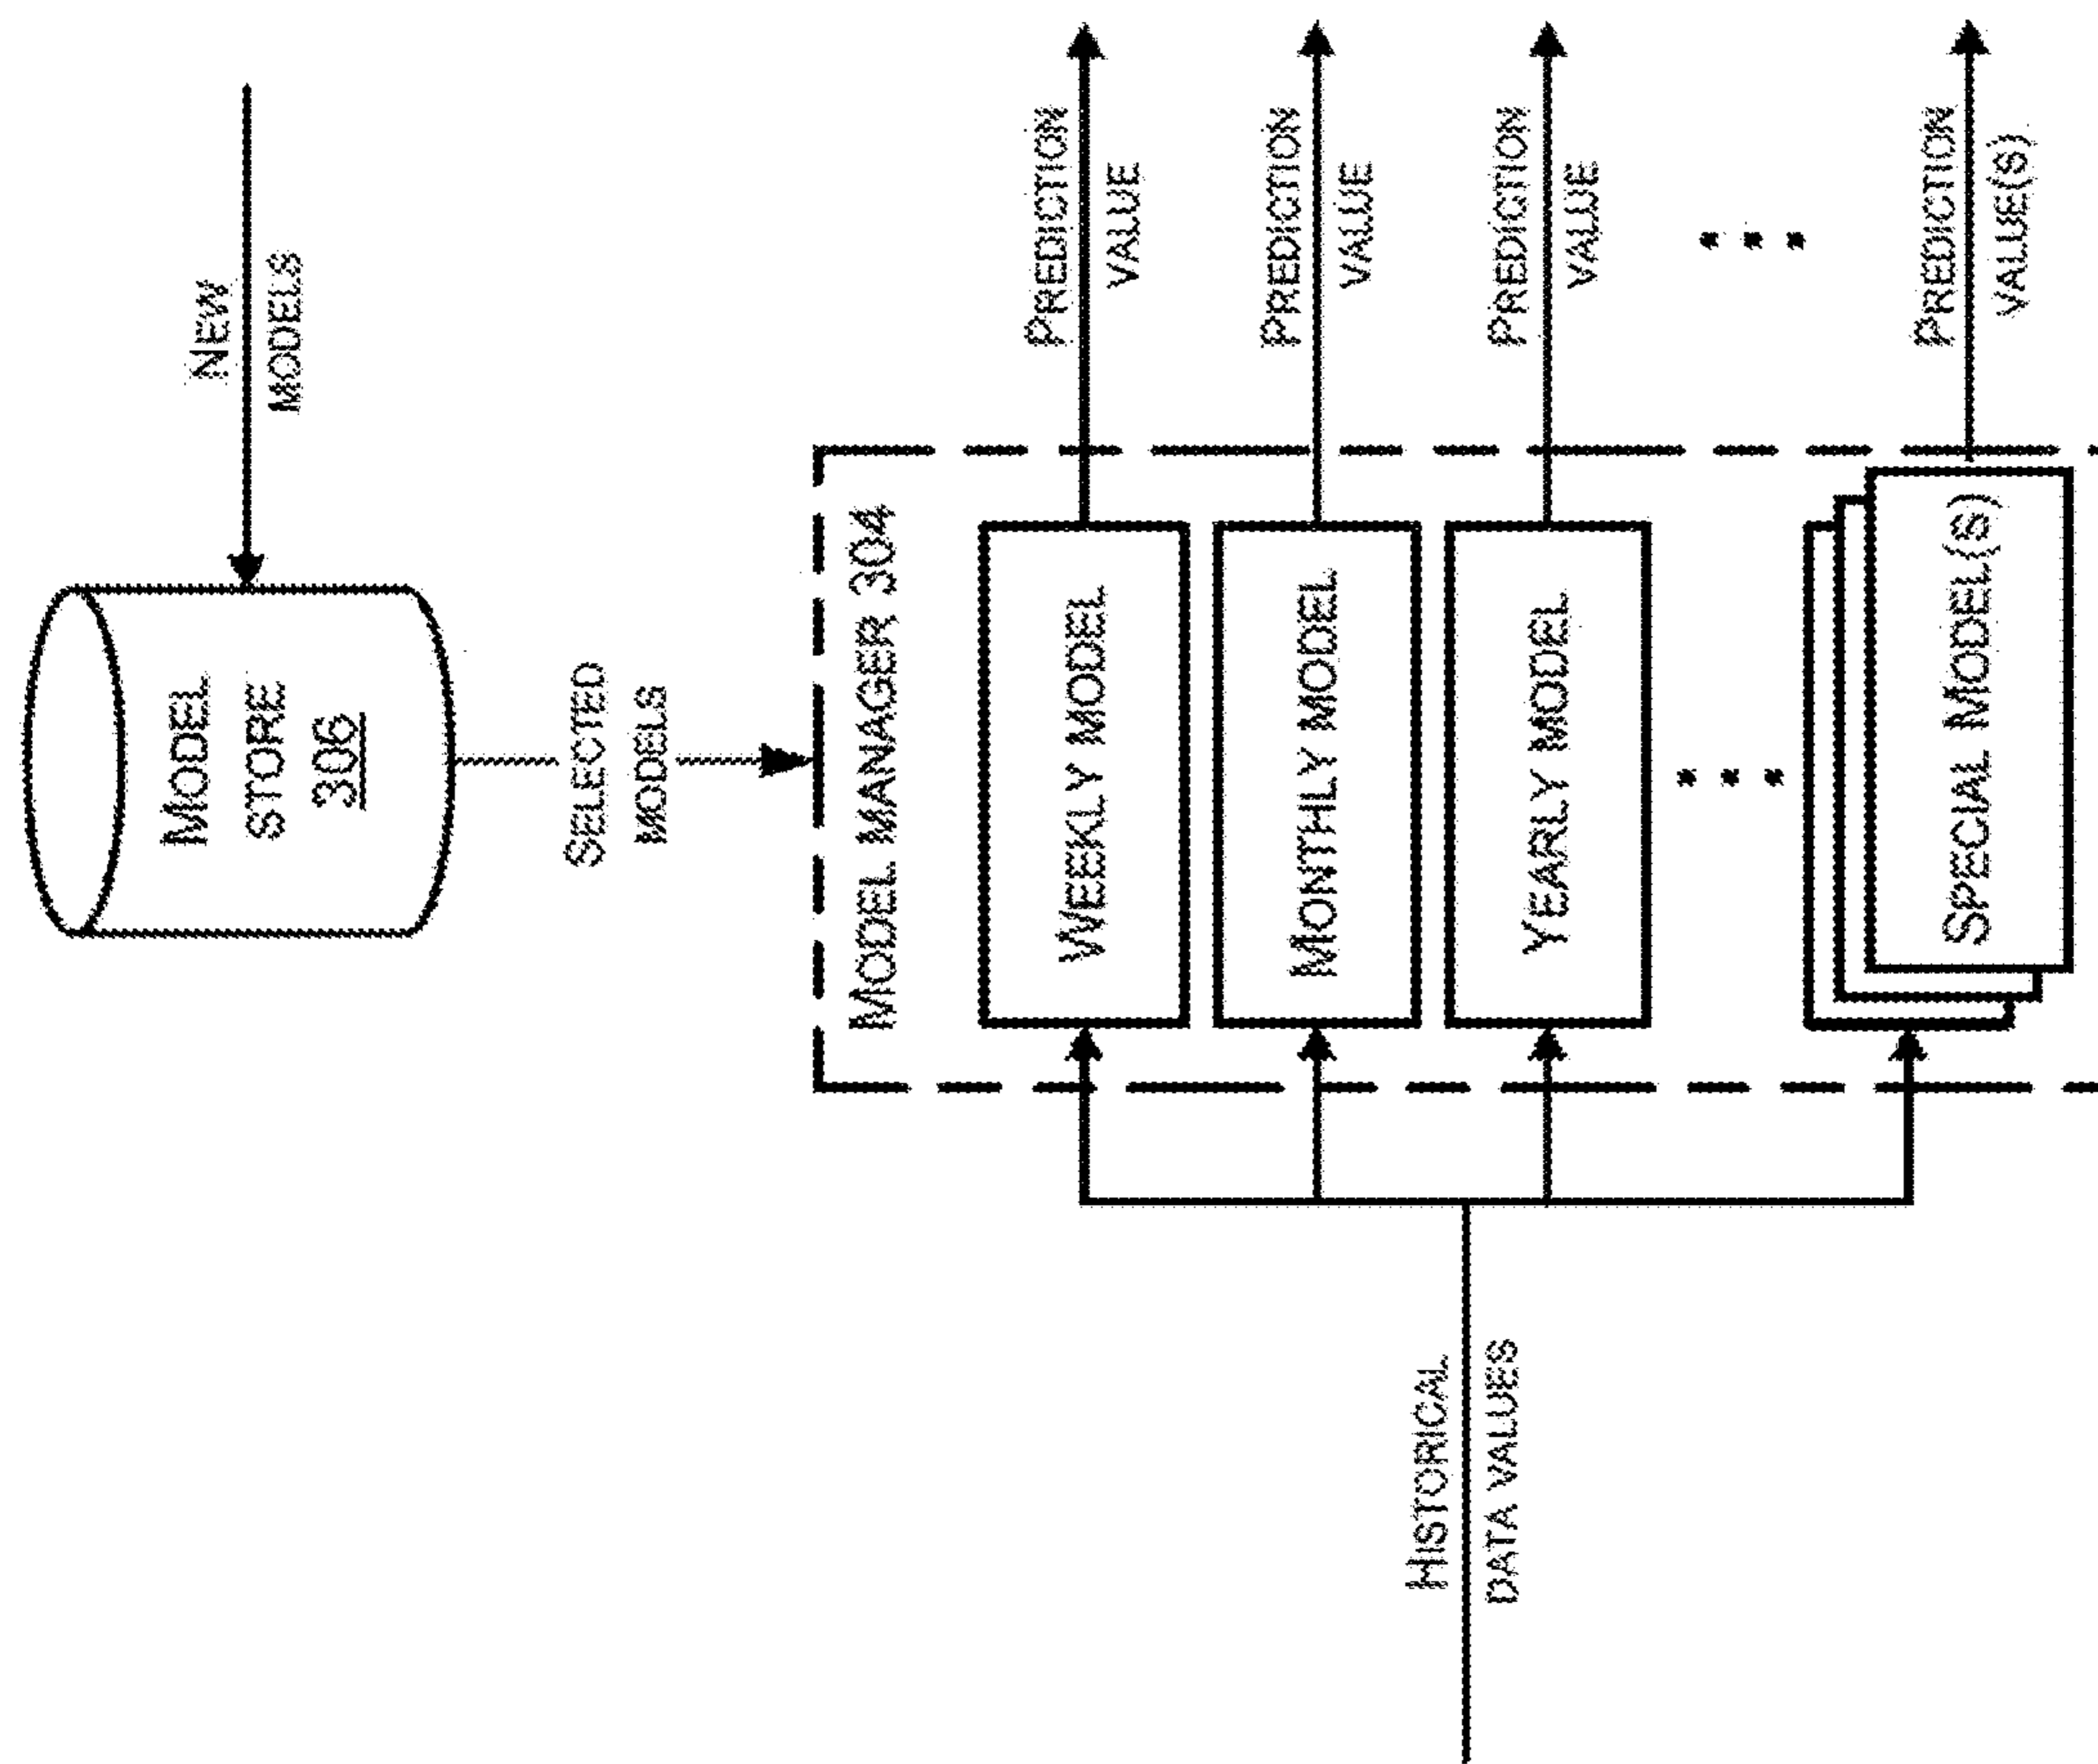 NEW
MODELS
MODEL
STORE
306
SELECTED
MODELS
MODEL MANAGER 304
HISTORICAL
DATA VALUES
WEEKLY MODEL
PREDICTION
VALUE
MONTHLY MODEL
PREDICTION
VALUE
YEARLY MODEL
PREDICTION
VALUE
SPECIAL MODEL(S)
PREDICTION
VALUE(S)